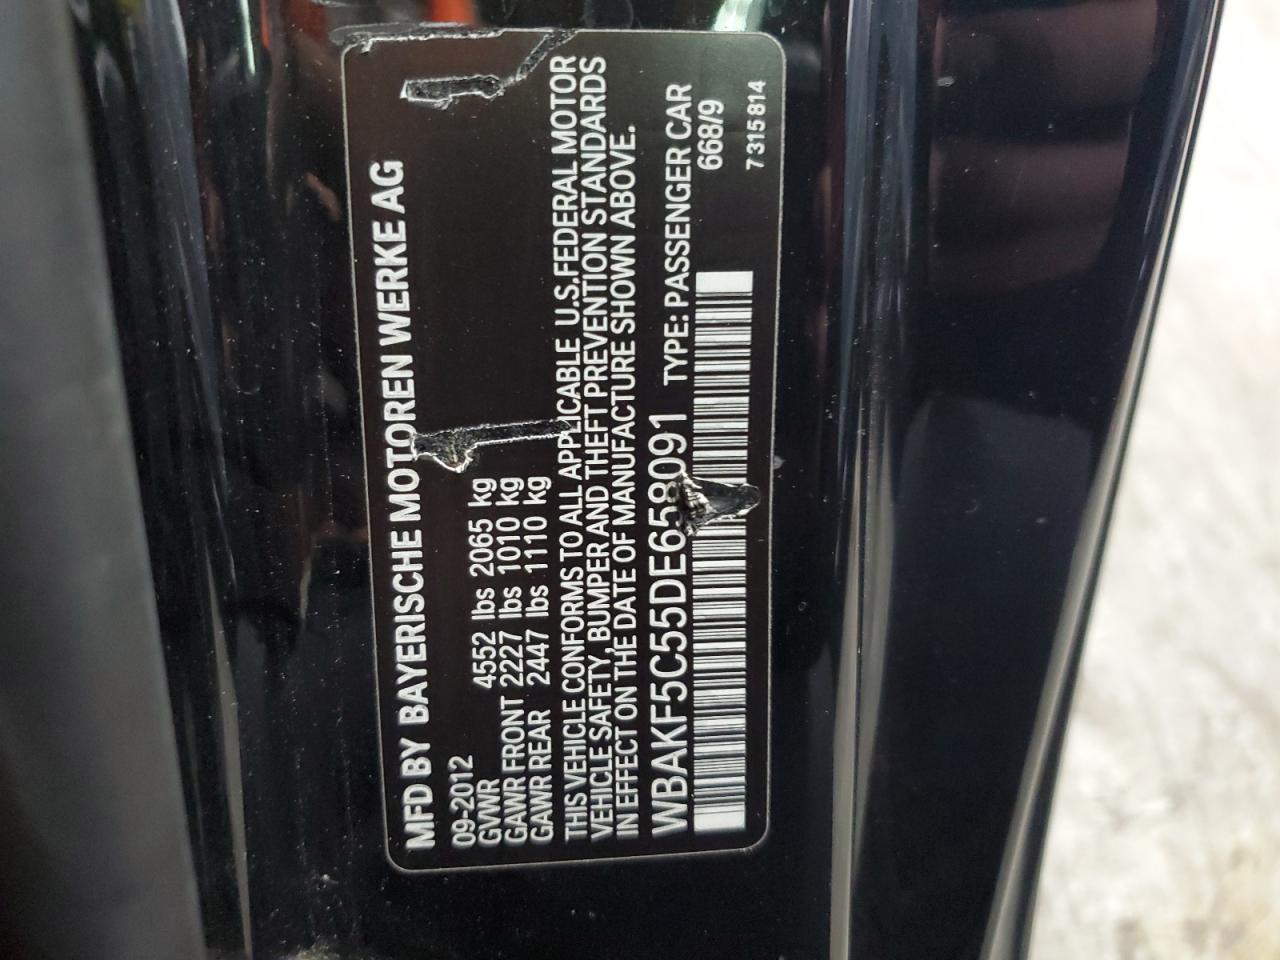 MFD BY BAYERISCHE MOTOREN WERKE AG
09-2012
GVWR 4552 lbs 2065 kg
GAWR FRONT 2227 lbs 1010 kg
GAWR REAR 2447 lbs 1110 kg
THIS VEHICLE CONFORMS TO ALL APPLICABLE U.S.FEDERAL MOTOR
VEHICLE SAFETY, BUMPER AND THEFT PREVENTION STANDARDS
IN EFFECT ON THE DATE OF MANUFACTURE SHOWN ABOVE.
WBAKF5C55DE658091 TYPE: PASSENGER CAR
668/9
7 315 814